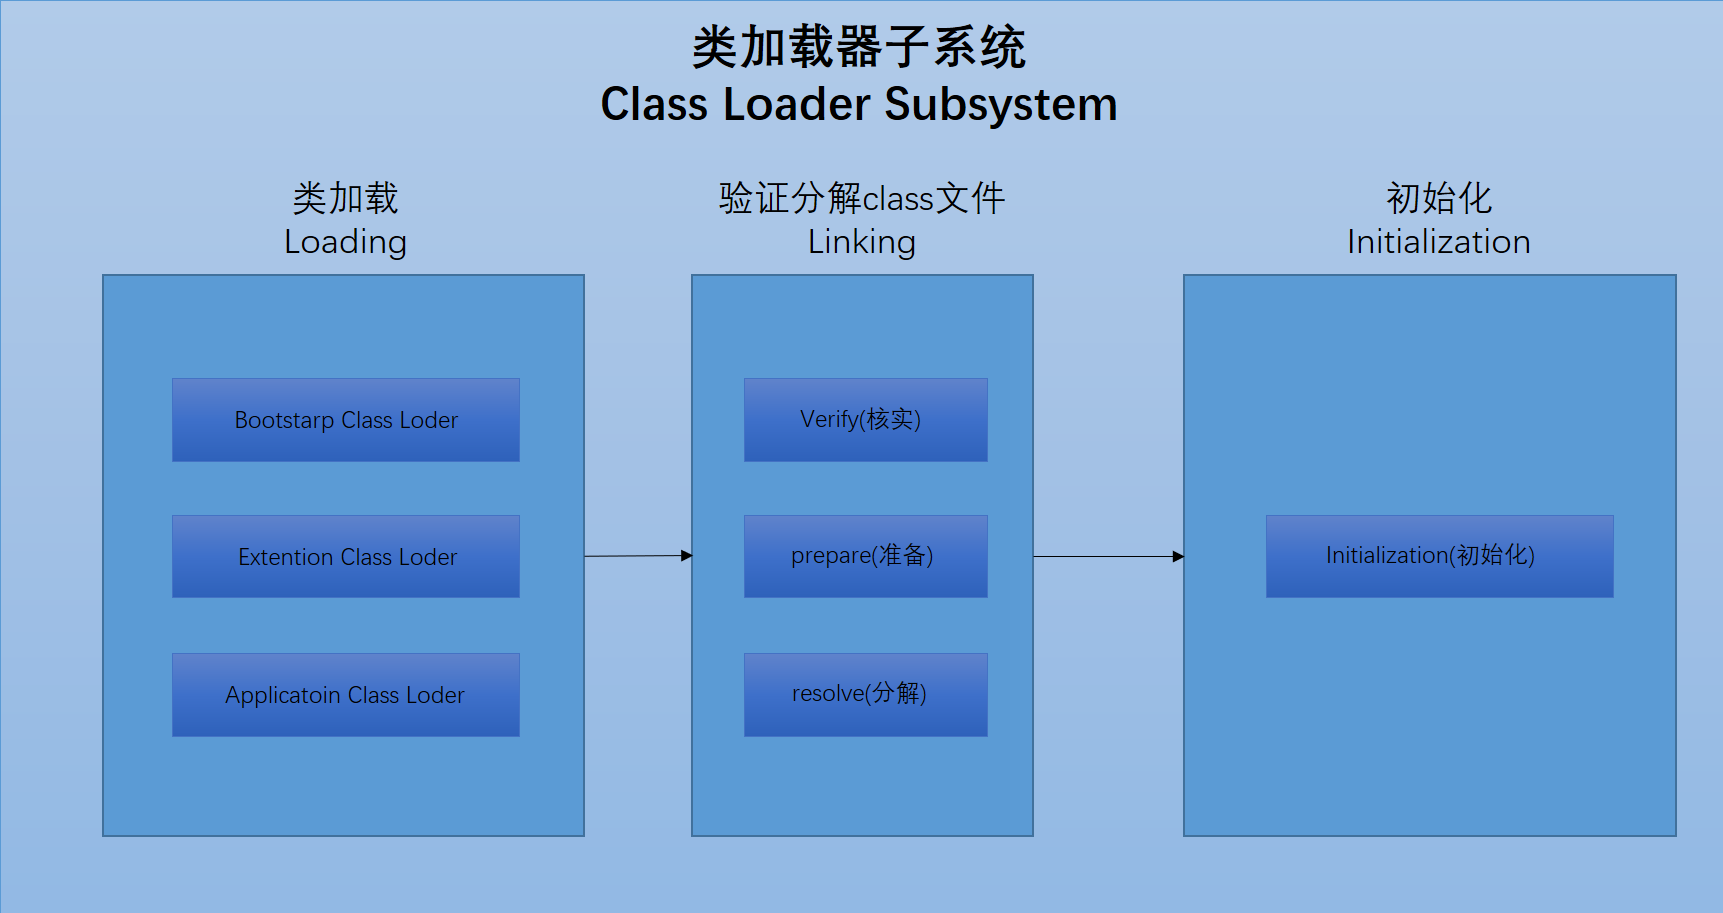 类加载器子系统
Class Loader Subsystem
类加载
Loading
Bootstarp Class Loder
Extention Class Loder
Applicatoin Class Loder
验证分解class文件
Linking
Verify(核实)
prepare(准备)
resolve(分解)
初始化
Initialization
Initialization(初始化)